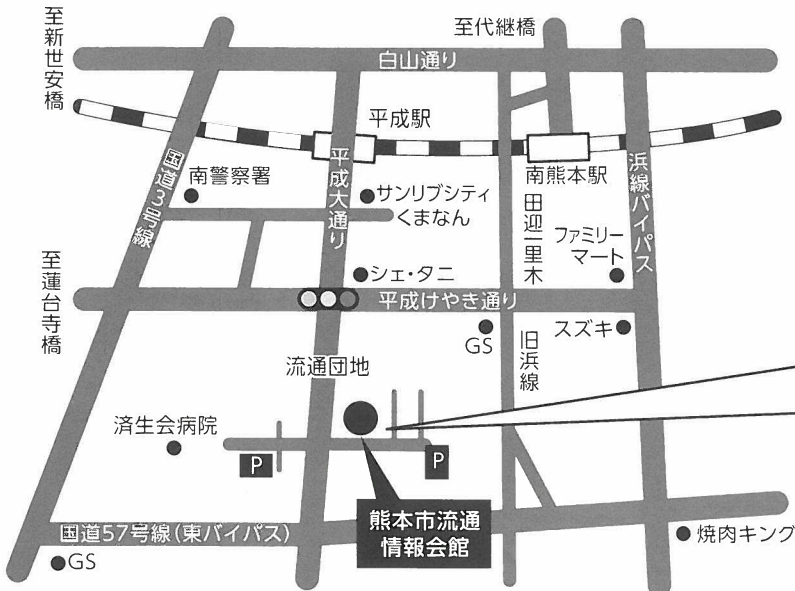 至新世安橋
至代継橋
白山通り
平成駅
国道3号線
南警察署
平成大通り
サンリブシティ
くまなん
南熊本駅
田迎一里木
浜線バイパス
ファミリー
マート
至蓮台寺橋
シェ・タニ
平成けやき通り
GS
スズキ
旧浜線
流通団地
済生会病院
P
P
熊本市流通
情報会館
国道57号線(東バイパス)
GS
焼肉キング